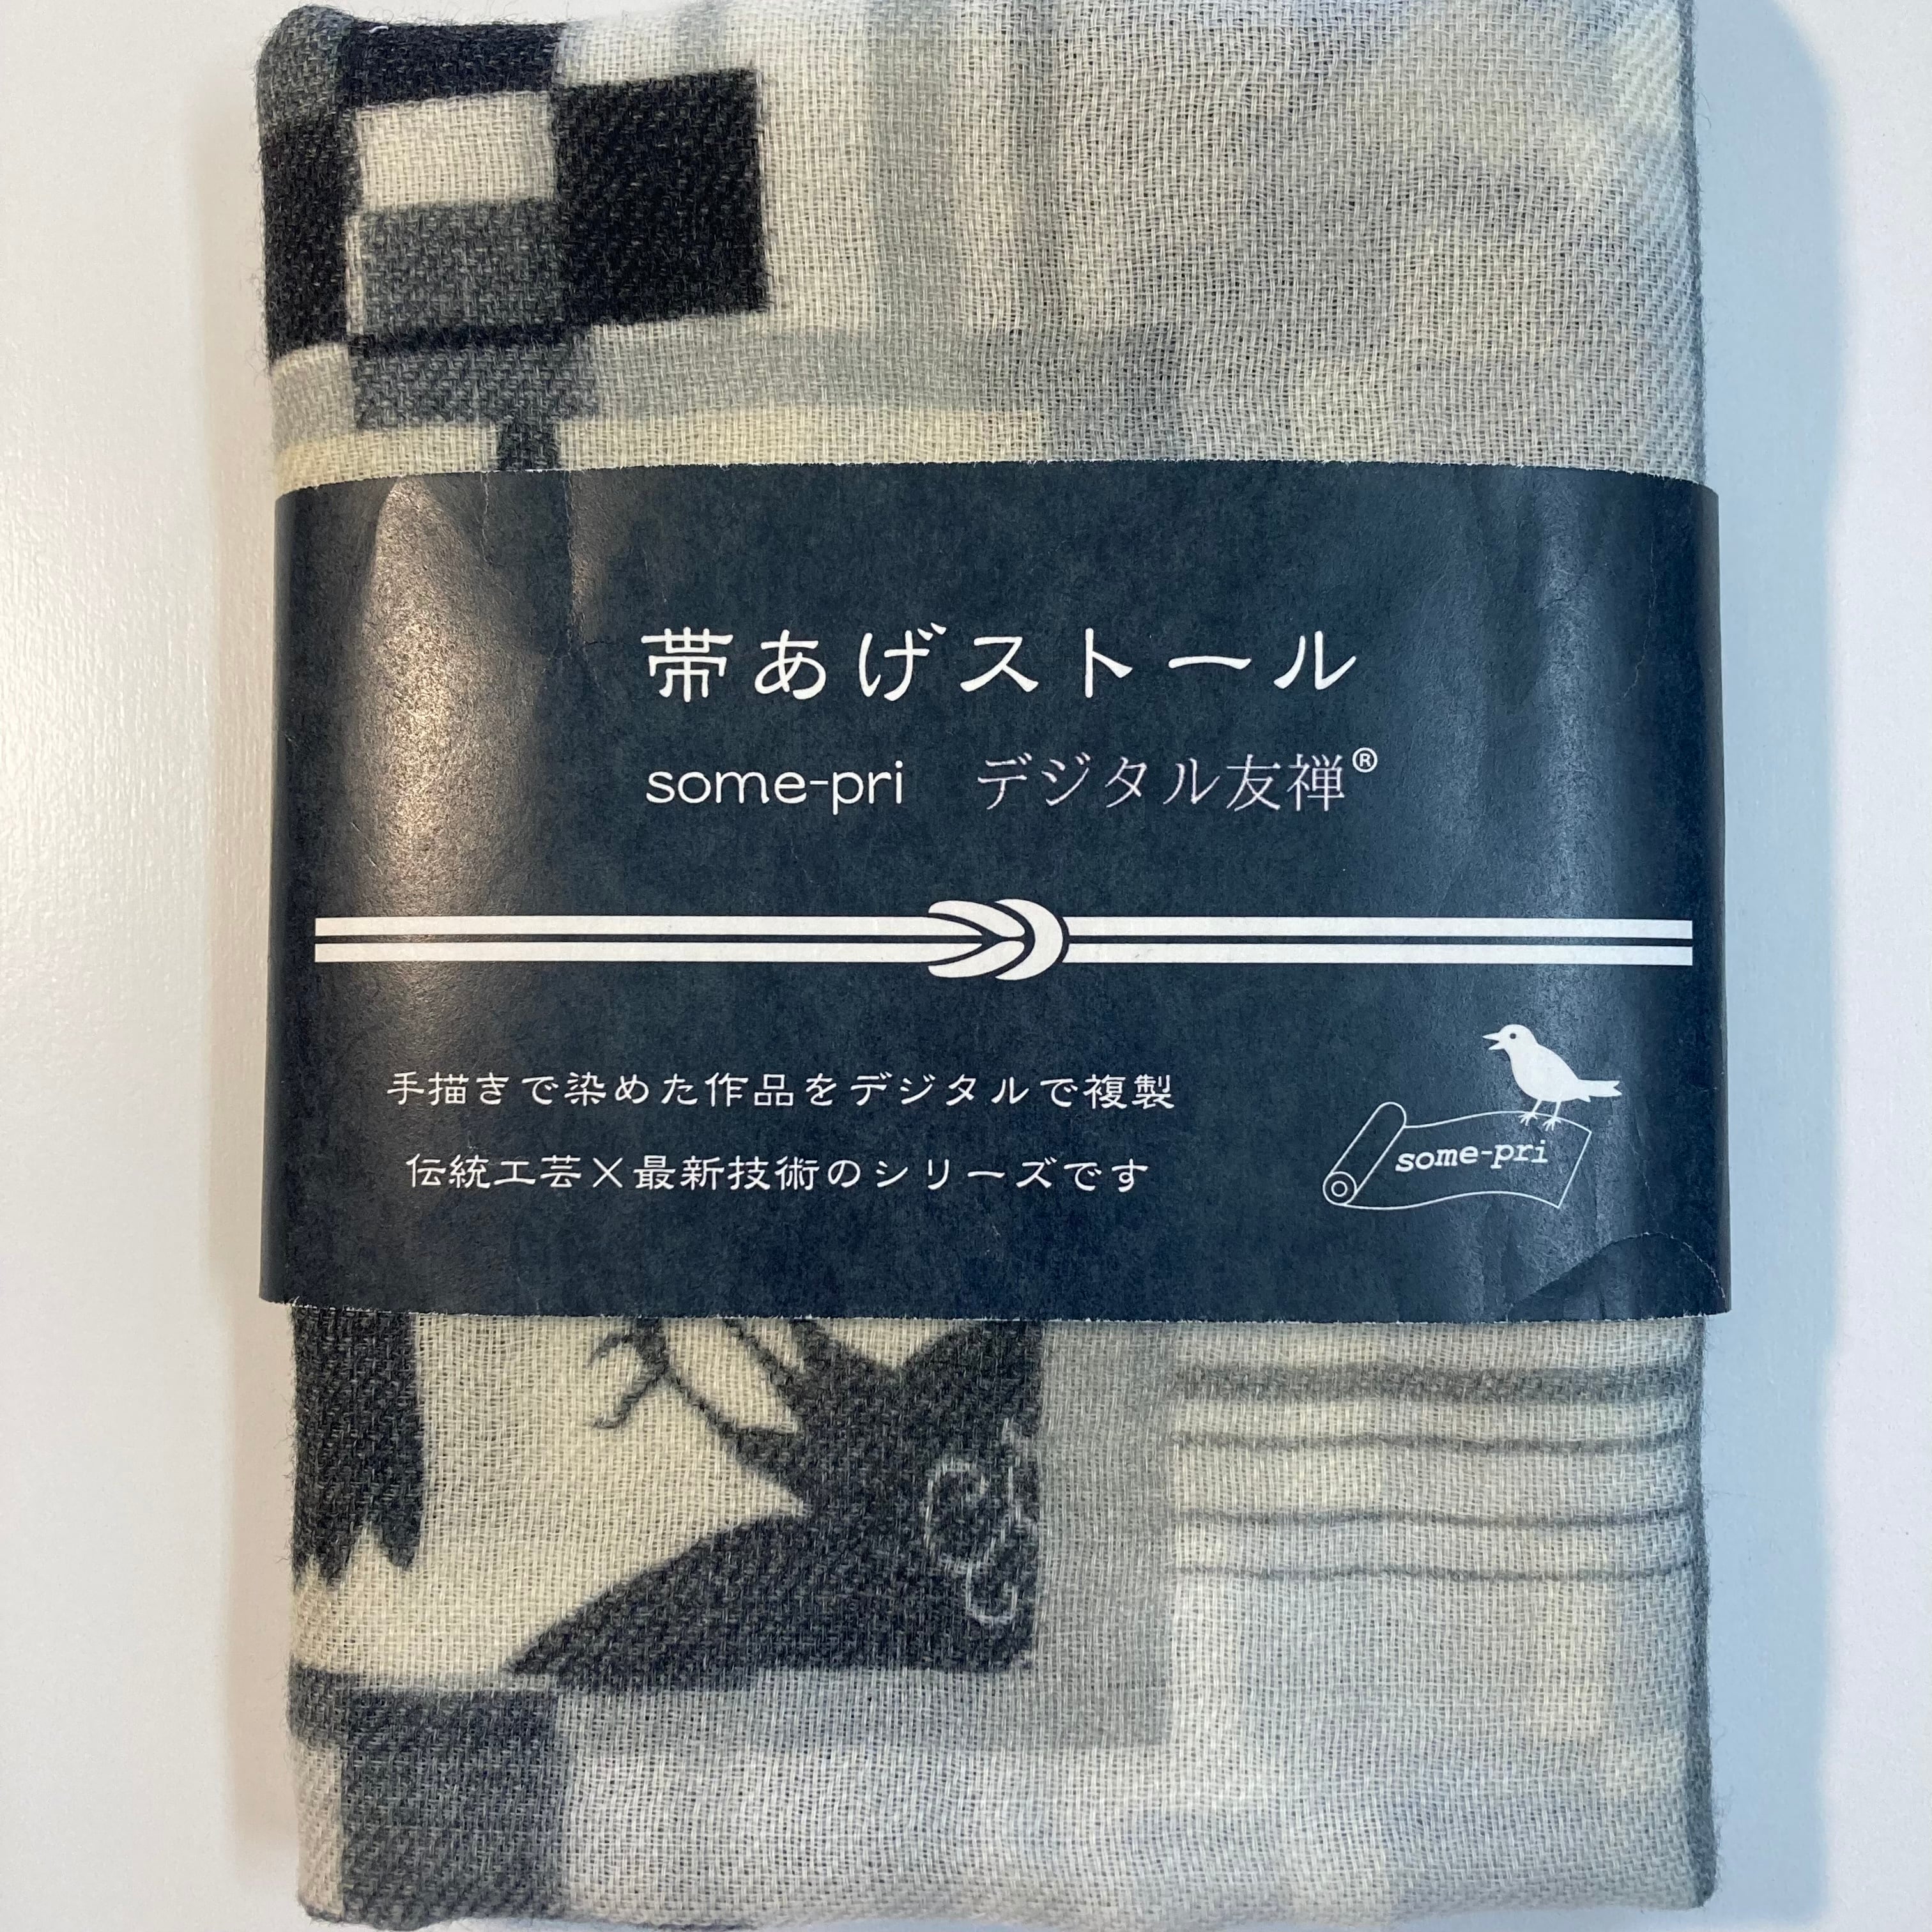 帯あげストール
some-pri デジタル友禅®
手描きで染めた作品をデジタルで複製
伝統工芸×最新技術のシリーズです
some-pri